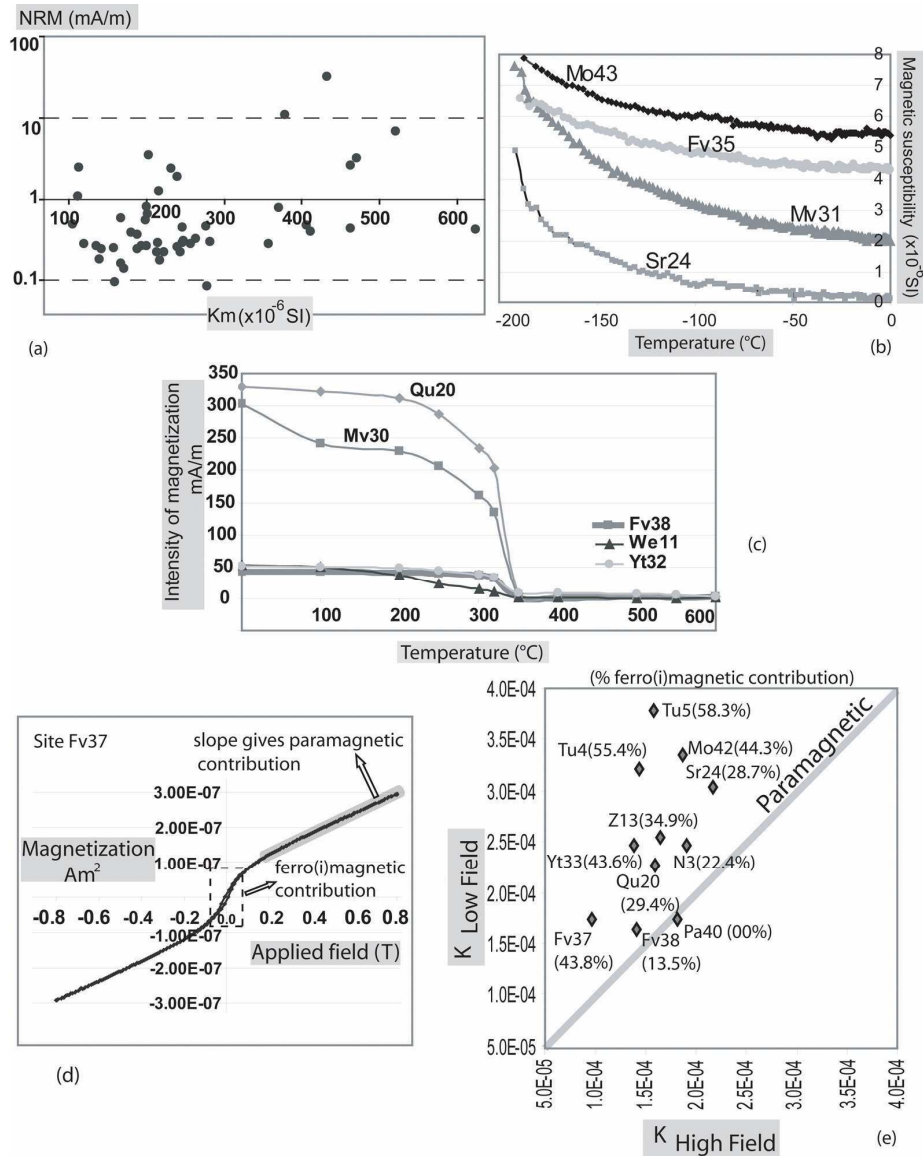 NRM (mA/m)
100
10
1
0.1
100
200
300
400
500
600
Km (x10⁻⁶ SI)
(a)
Mo43
Fv35
Mv31
Sr24
8
7
6
5
4
3
2
1
0
Magnetic susceptibility (x10⁸SI)
-200
-150
-100
-50
0
Temperature (°C)
(b)
350
300
250
200
150
100
50
0
Intensity of magnetization
mA/m
Qu20
Mv30
Fv38
We11
Yt32
(c)
100
200
300
400
500
600
Temperature (°C)
Site Fv37
slope gives paramagnetic
contribution
3.00E-07
2.00E-07
1.00E-07
Magnetization
Am²
ferro(i)magnetic
contribution
-0.8
-0.6
-0.4
-0.2
0.0
0.2
0.4
0.6
0.8
-1.00E-07
Applied field (T)
-2.00E-07
-3.00E-07
(d)
(% ferro(i)magnetic contribution)
4.0E-04
3.5E-04
3.0E-04
2.5E-04
2.0E-04
1.5E-04
1.0E-04
5.0E-05
K Low Field
Tu5(58.3%)
Tu4(55.4%)
Mo42(44.3%)
Sr24(28.7%)
Paramagnetic
Z13(34.9%)
Yt33(43.6%)
N3(22.4%)
Qu20
(29.4%)
Pa40 (00%)
Fv37
(43.8%)
Fv38
(13.5%)
5.0E-05
1.0E-04
1.5E-04
2.0E-04
2.5E-04
3.0E-04
3.5E-04
4.0E-04
K High Field
(e)